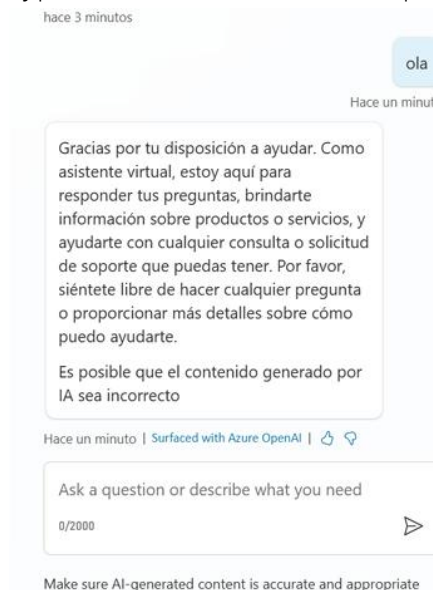 hace 3 minutos
ola
Hace un minut
Gracias por tu disposición a ayudar. Como
asistente virtual, estoy aquí para
responder tus preguntas, brindarte
información sobre productos o servicios, y
ayudarte con cualquier consulta o solicitud
de soporte que puedas tener. Por favor,
siéntete libre de hacer cualquier pregunta
o proporcionar más detalles sobre cómo
puedo ayudarte.
Es posible que el contenido generado por
IA sea incorrecto
Hace un minuto | Surfaced with Azure OpenAI |
Ask a question or describe what you need
0/2000
Make sure AI-generated content is accurate and appropriate